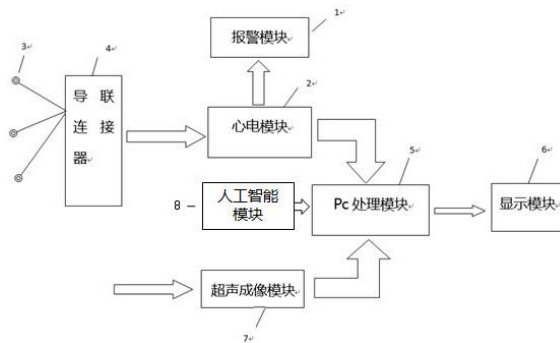 1
报警模块
3
4
2
导 联
连 接
器
心电模块
5
6
8
人工智能
模块
Pc 处理模块
显示模块
超声成像模块
7